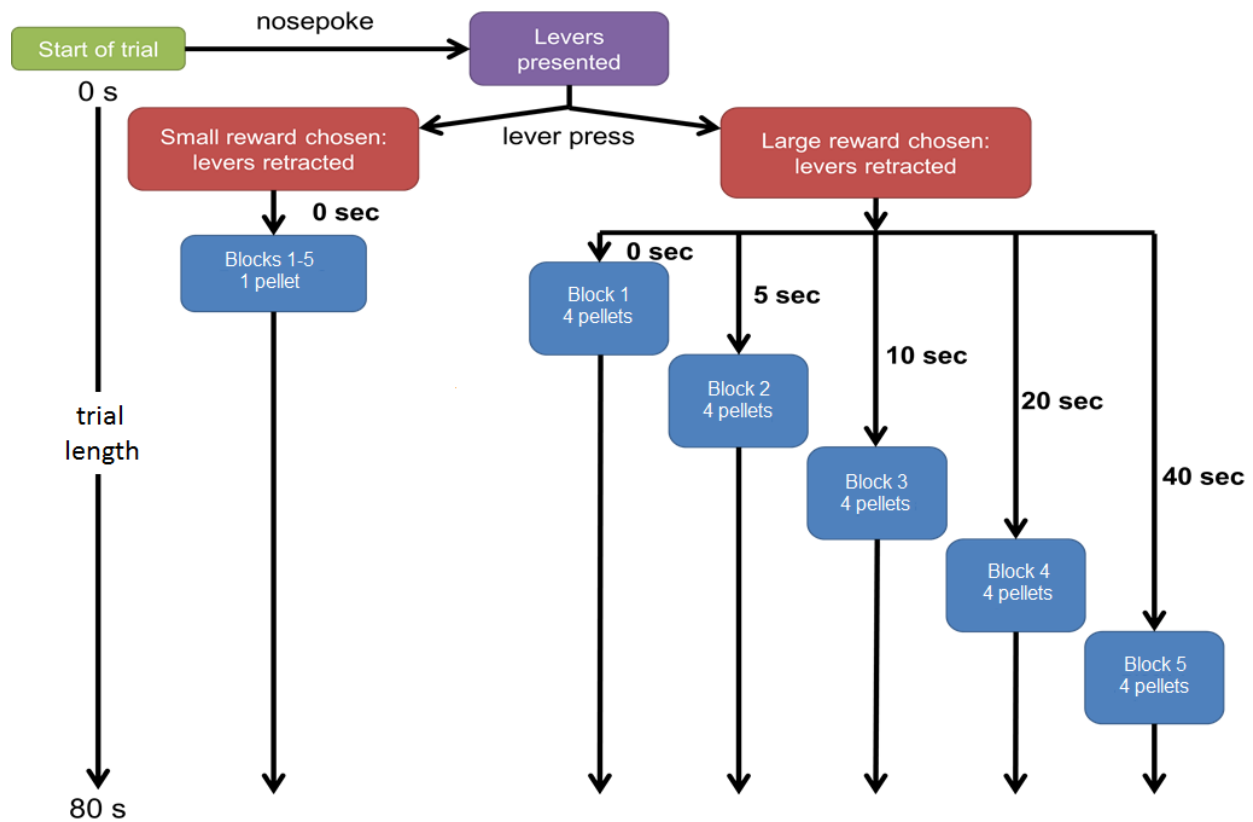 nosepoke
Start of trial
Levers
presented
0 s
Small reward chosen:
levers retracted
lever press
Large reward chosen:
levers retracted
0 sec
Blocks 1-5
1 pellet
0 sec
Block 1
4 pellets
5 sec
Block 2
4 pellets
10 sec
Block 3
4 pellets
20 sec
Block 4
4 pellets
40 sec
Block 5
4 pellets
trial
length
80 s